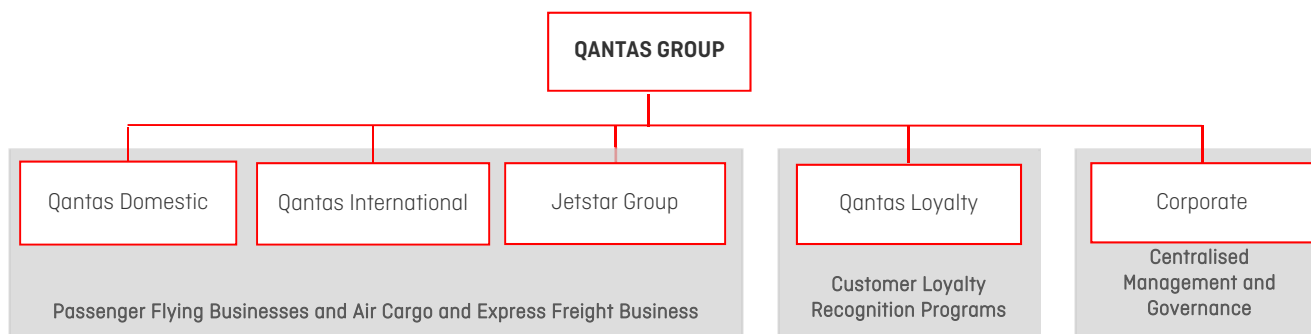 QANTAS GROUP
Qantas Domestic
Qantas International
Jetstar Group
Qantas Loyalty
Corporate
Passenger Flying Businesses and Air Cargo and Express Freight Business
Customer Loyalty
Recognition Programs
Centralised
Management and
Governance